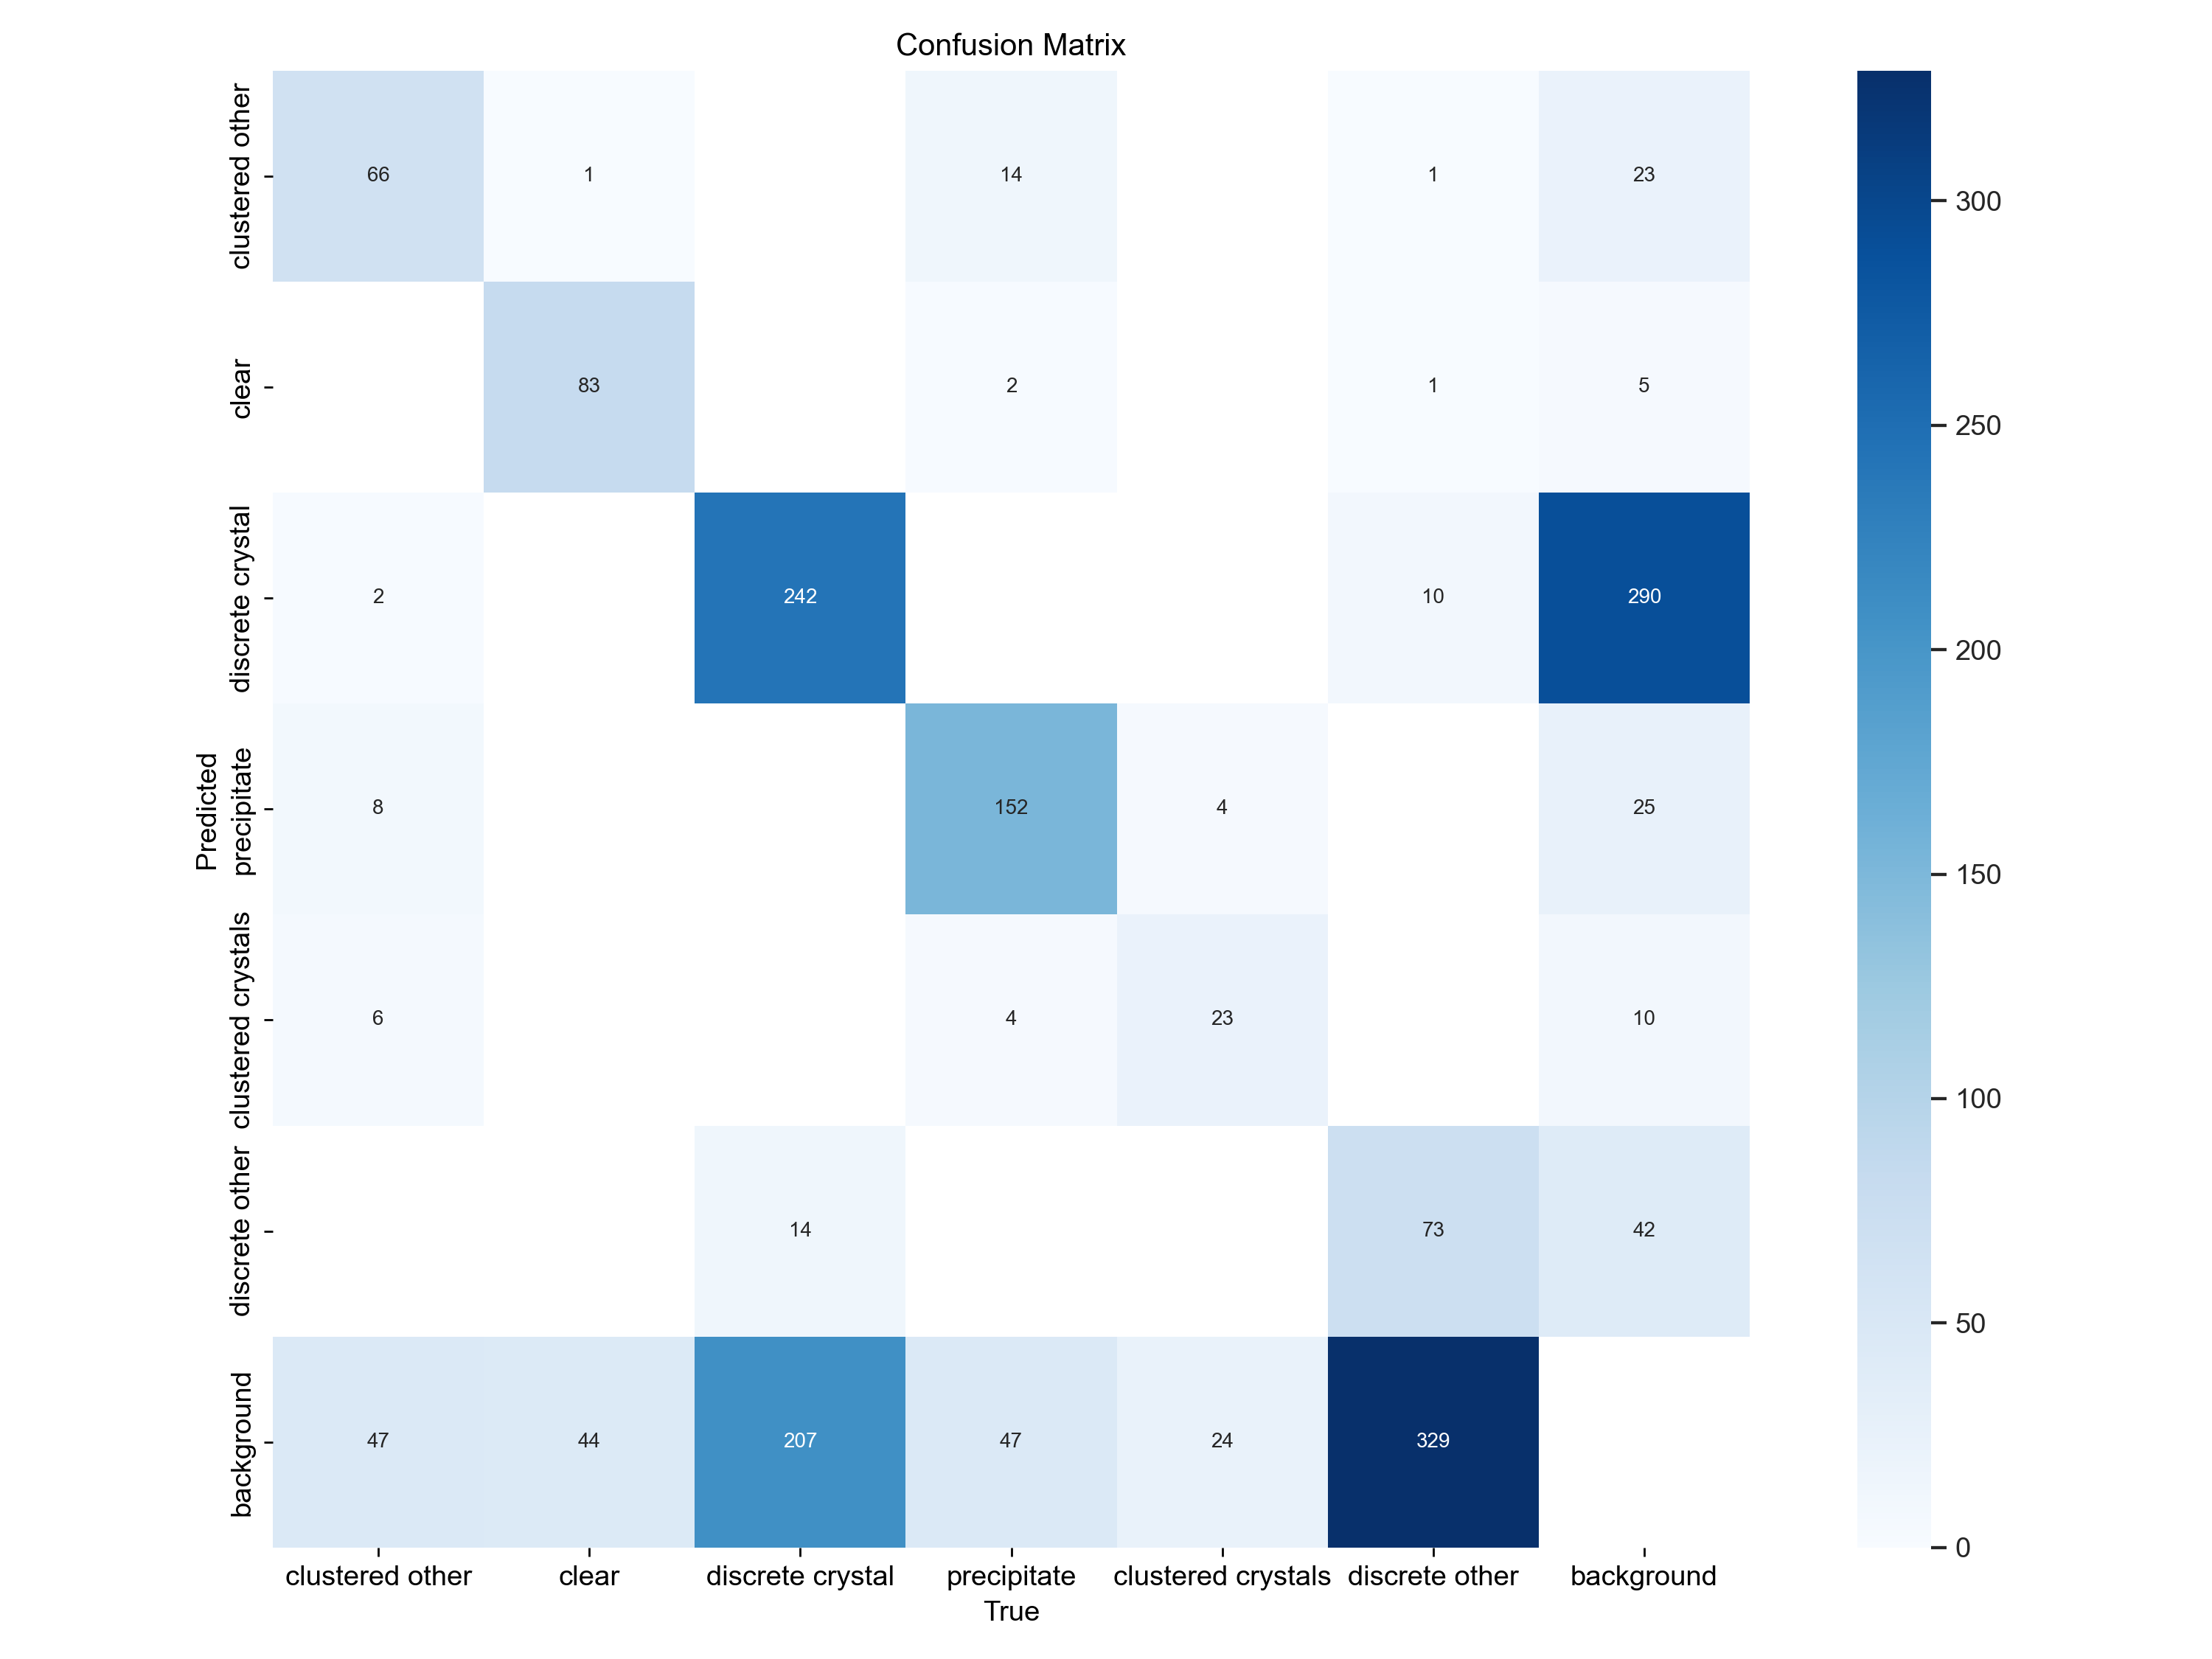 Confusion Matrix
clustered other 66 1 14 1 23
clear 83 2 1 5
discrete crystal 2 242 10 290
precipitate 8 152 4 25
clustered crystals 6 4 23 10
discrete other 14 73 42
background 47 44 207 47 24 329
Predicted
clustered other clear discrete crystal precipitate clustered crystals discrete other background
True
300
250
200
150
100
50
0